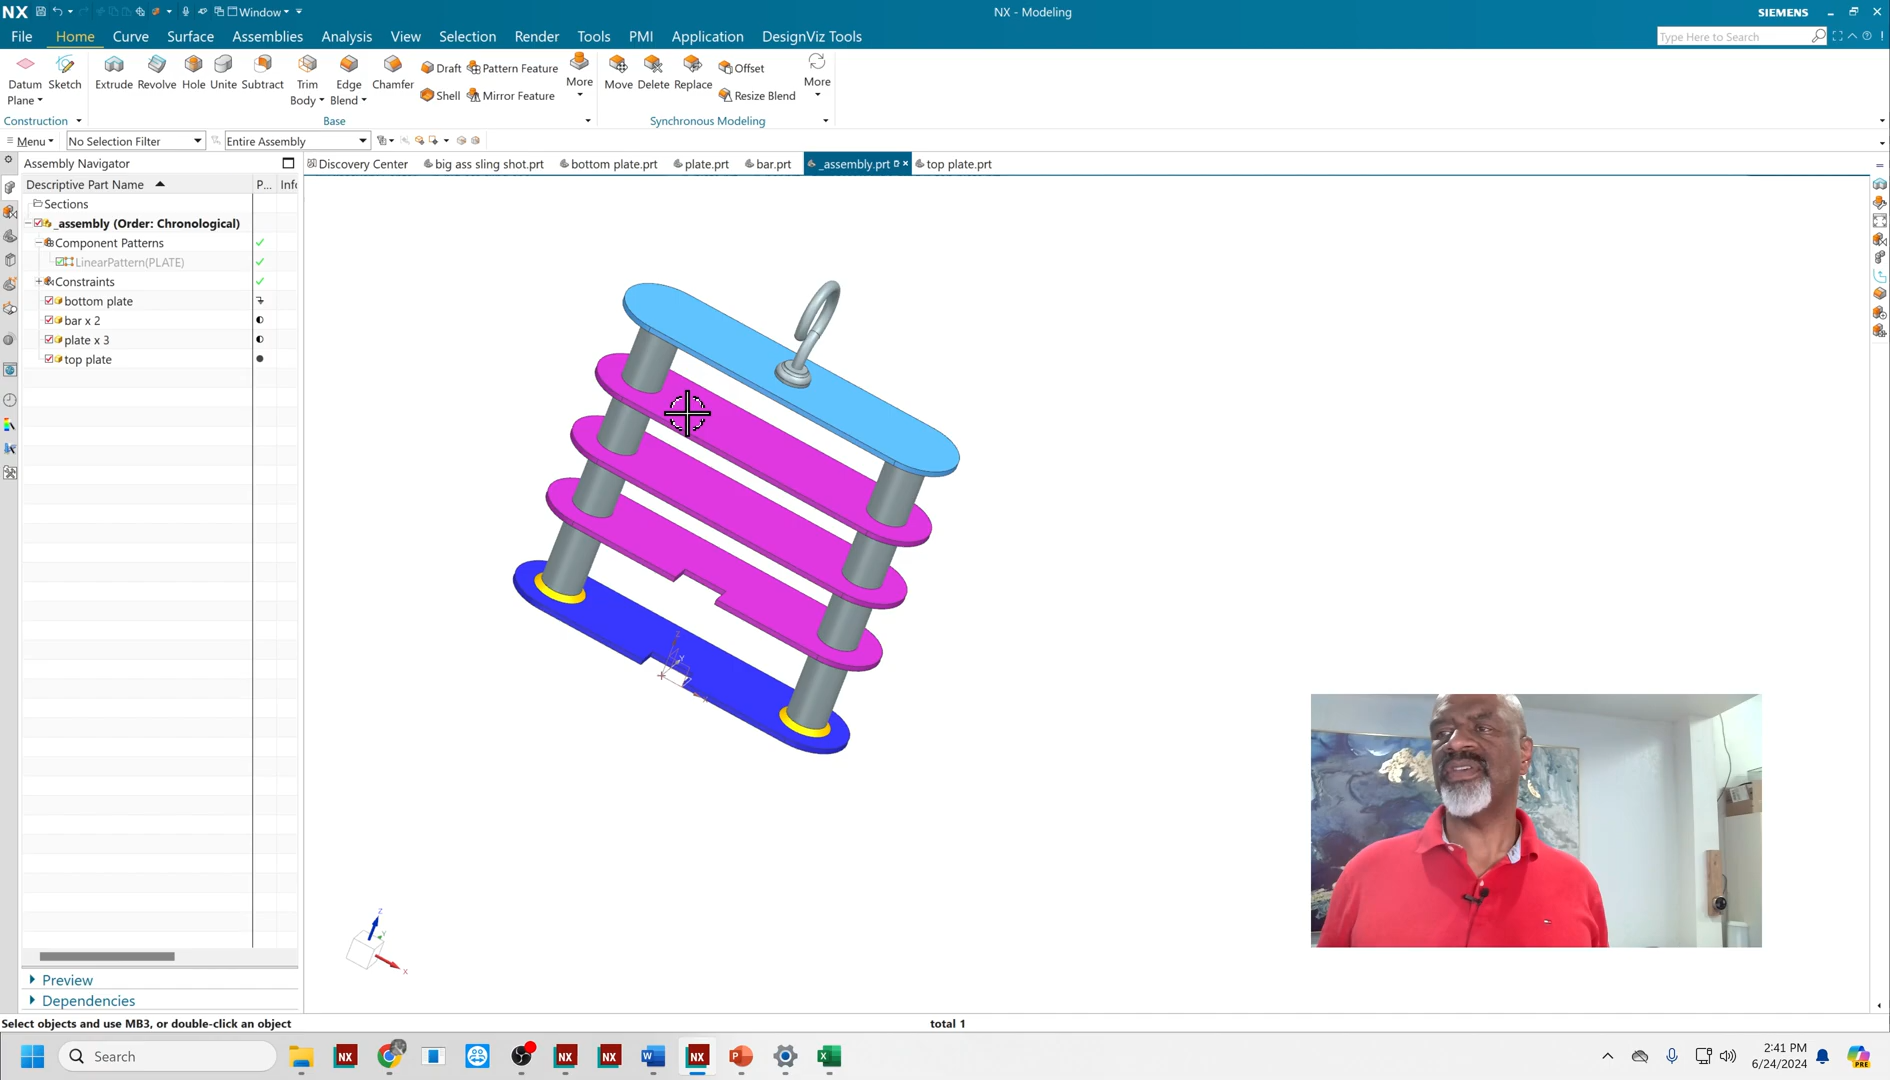 NX Window NX - Modeling SIEMENS
File Home Curve Surface Assemblies Analysis View Selection Render Tools PMI Application DesignViz Tools Type Here to Search
Datum Plane Sketch Extrude Revolve Hole Unite Subtract Trim Body Edge Blend Chamfer Draft Pattern Feature More Move Delete Replace Offset More
Shell Mirror Feature Resize Blend
Construction Base Synchronous Modeling
Menu No Selection Filter Entire Assembly
Assembly Navigator Discovery Center big ass sling shot.prt bottom plate.prt plate.prt bar.prt _assembly.prt top plate.prt
Descriptive Part Name P... Info
Sections
_assembly (Order: Chronological)
Component Patterns
LinearPattern(PLATE)
Constraints
bottom plate
bar x 2
plate x 3
top plate
Z
Y
X
Preview
Dependencies
Select objects and use MB3, or double-click an object total 1
Search
2:41 PM
6/24/2024